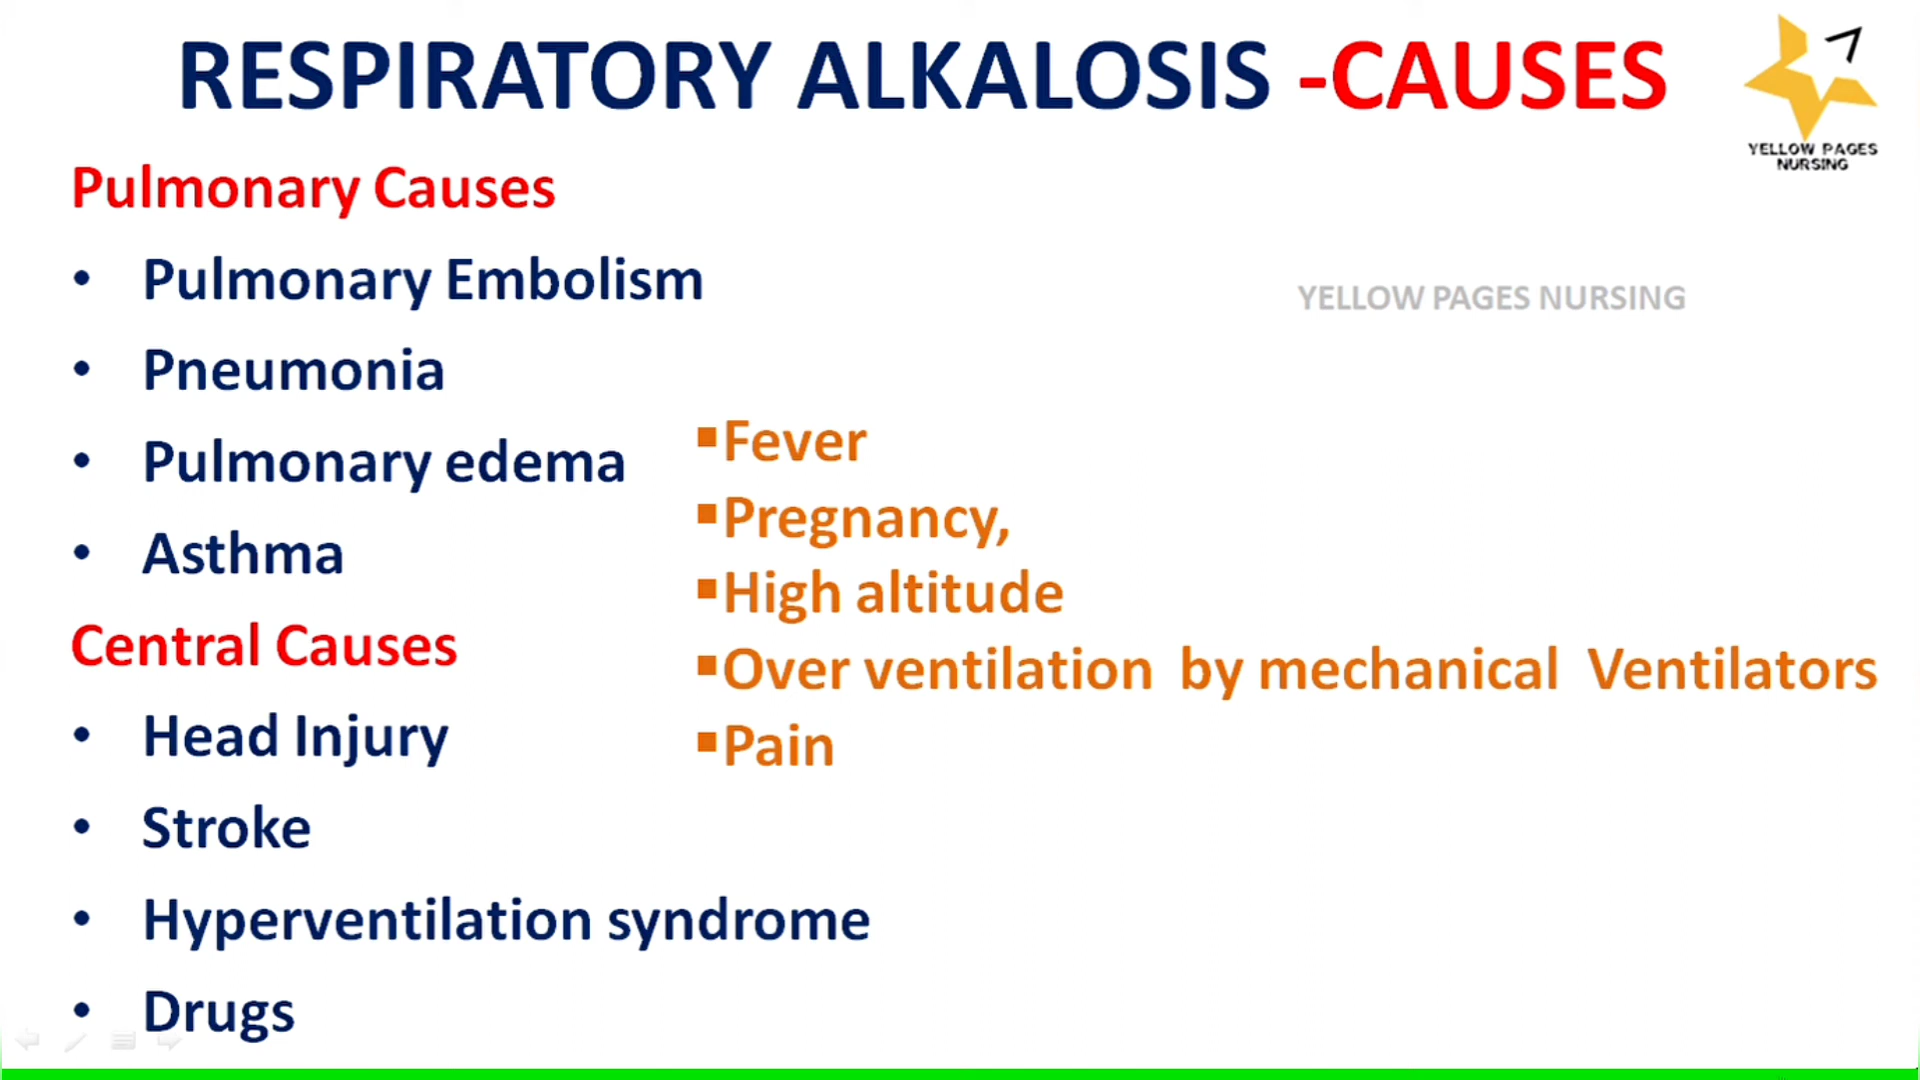 RESPIRATORY ALKALOSIS -CAUSES
YELLOW PAGES
NURSING
Pulmonary Causes
• Pulmonary Embolism
YELLOW PAGES NURSING
• Pneumonia
• Pulmonary edema
• Asthma
Central Causes
• Head Injury
• Stroke
• Hyperventilation syndrome
• Drugs
▪Fever
▪Pregnancy,
▪High altitude
▪Over ventilation by mechanical Ventilators
▪Pain